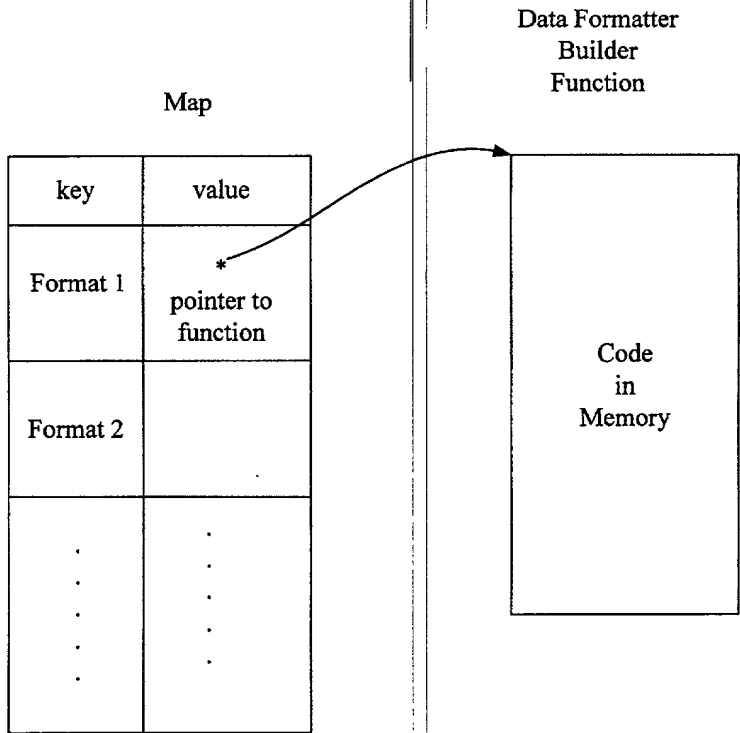 Data Formatter
Builder
Function
Map
key
value
Format 1
*
pointer to
function
Format 2
Code
in
Memory